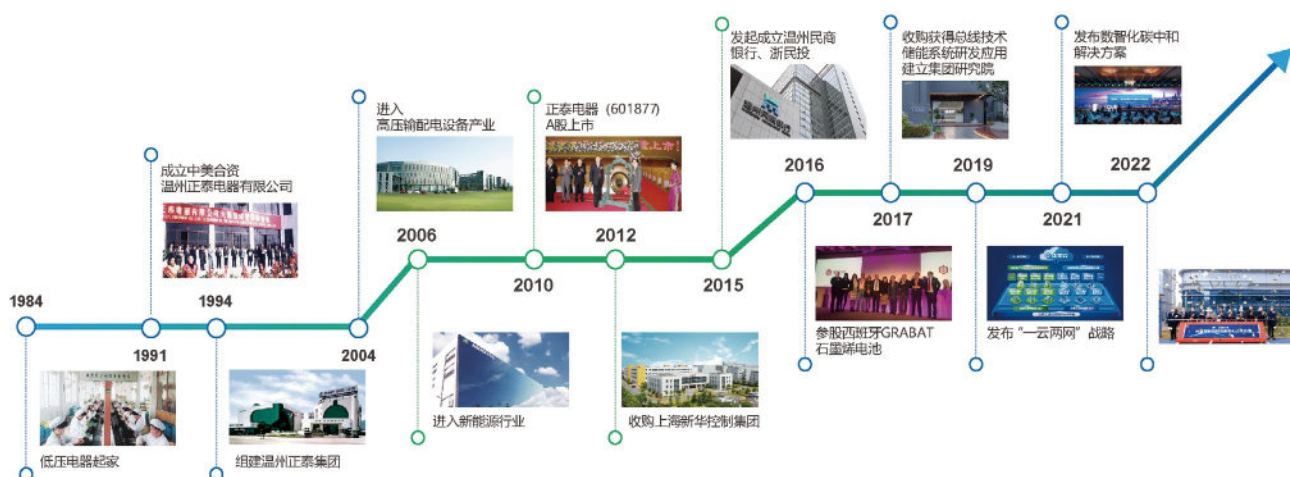 1984
低压电器起家
1991
成立中美合资
温州正泰电器有限公司
1994
组建温州正泰集团
2004
进入
高压输配电设备产业
2006
进入新能源行业
2010
正泰电器 (601877)
A股上市
2012
收购上海新华控制集团
2015
发起成立温州民商
银行、浙民投
2016
参股西班牙GRABAT
石墨烯电池
2017
收购获得总线技术
储能系统研发应用
建立集团研究院
2019
发布“一云两网”战略
2021
发布数智化碳中和
解决方案
2022